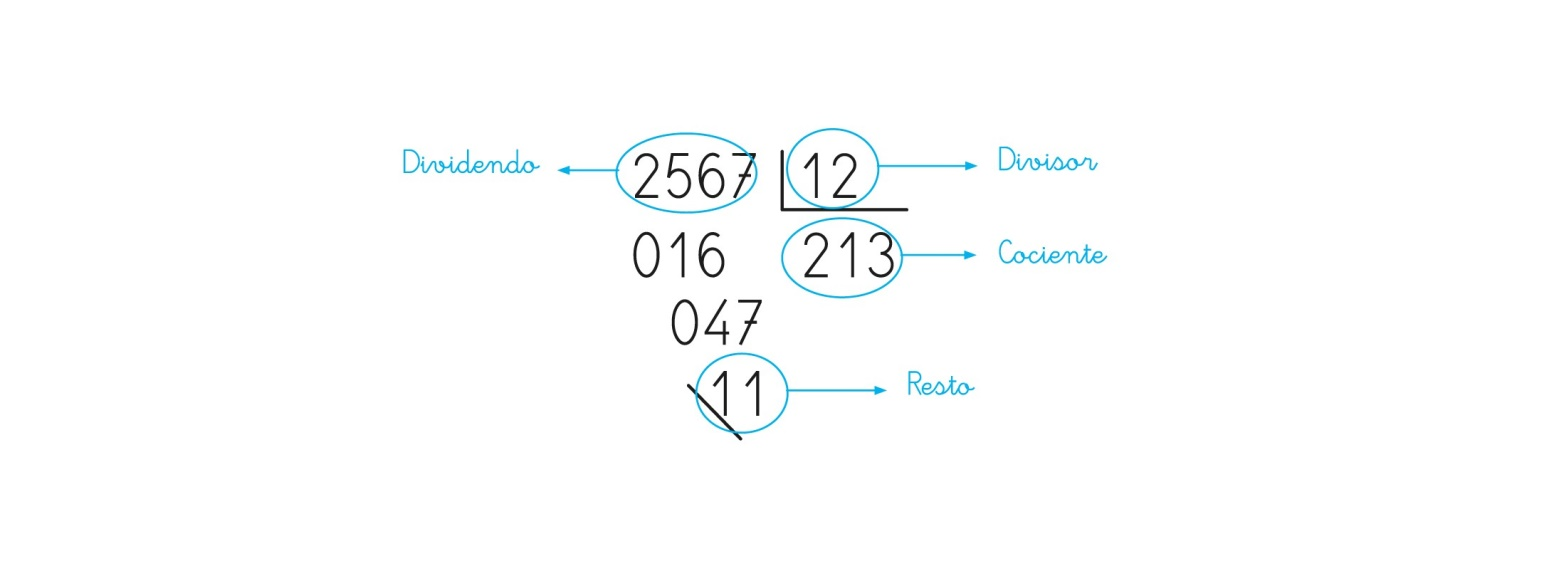 Dividendo 2567 12 Divisor
016 213 Cociente
047
11 Resto